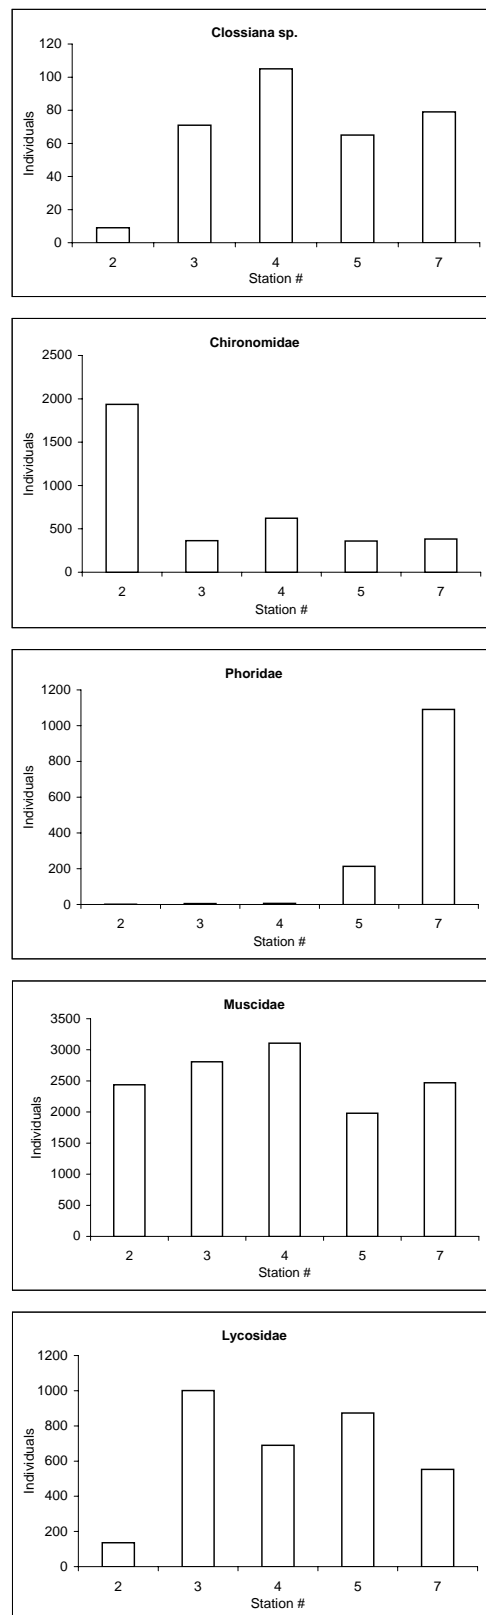 Clossiana sp.
120
100
80
60
40
20
0
Individuals
2 3 4 5 7
Station #
Chironomidae
2500
2000
1500
1000
500
0
Individuals
2 3 4 5 7
Station #
Phoridae
1200
1000
800
600
400
200
0
Individuals
2 3 4 5 7
Station #
Muscidae
3500
3000
2500
2000
1500
1000
500
0
Individuals
2 3 4 5 7
Station #
Lycosidae
1200
1000
800
600
400
200
0
Individuals
2 3 4 5 7
Station #